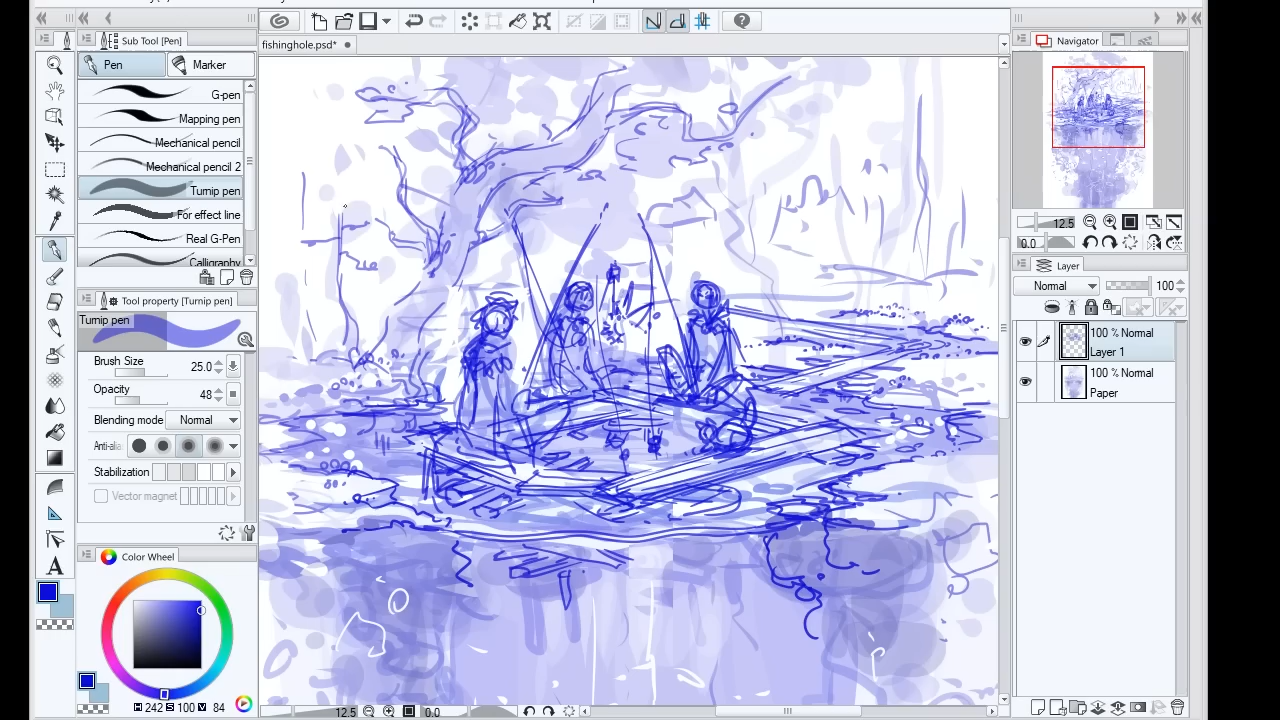 Sub Tool [Pen]
fishinghole.psd*
Navigator
Pen
Marker
G-pen
Mapping pen
Mechanical pencil
Mechanical pencil 2
Turnip pen
For effect line
Real G-Pen
Calligraphy
12.5
0.0
Layer
Normal
100
Tool property [Turnip pen]
Turnip pen
100 % Normal
Layer 1
Brush Size
25.0
100 % Normal
Paper
Opacity
48
Blending mode
Normal
Anti-alia
Stabilization
Vector magnet
Color Wheel
H 242 S 100 V 84
12.5
0.0